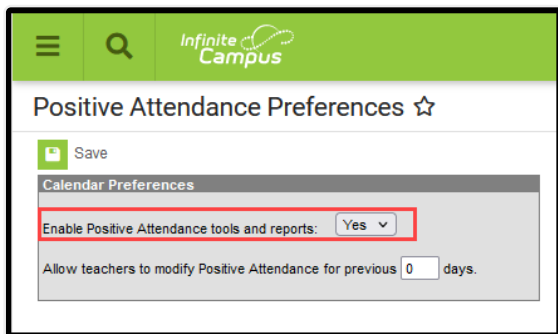 Infinite
Campus
Positive Attendance Preferences
Save
Calendar Preferences
Enable Positive Attendance tools and reports: Yes
Allow teachers to modify Positive Attendance for previous 0 days.